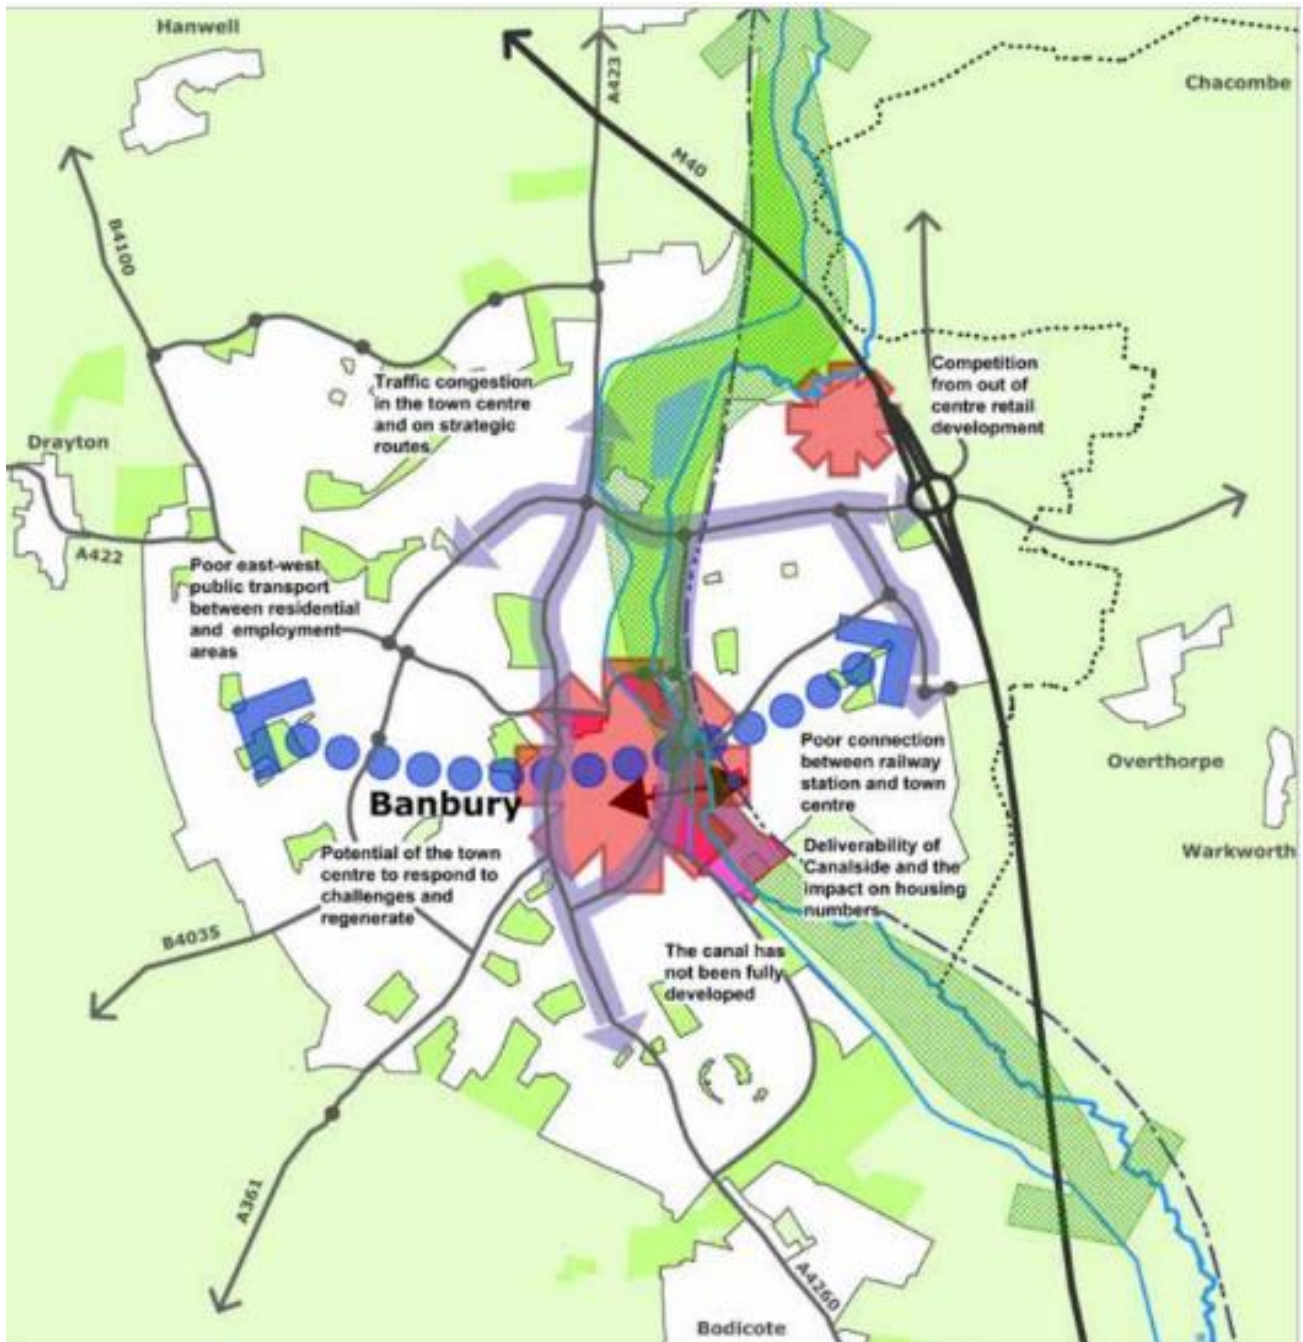 Hanwell
A423
Chacombe
M40
B4100
Competition
from out of
centre retail
development
Traffic congestion
in the town centre
and on strategic
routes
Drayton
A422
Poor east-west
public transport
between residential
and employment
areas
Poor connection
between railway
station and town
centre
Overthorpe
Banbury
Deliverability of
Canalside and the
impact on housing
numbers
Warkworth
Potential of the town
centre to respond to
challenges and
regenerate
B4035
The canal has
not been fully
developed
A361
A4260
Bodicote